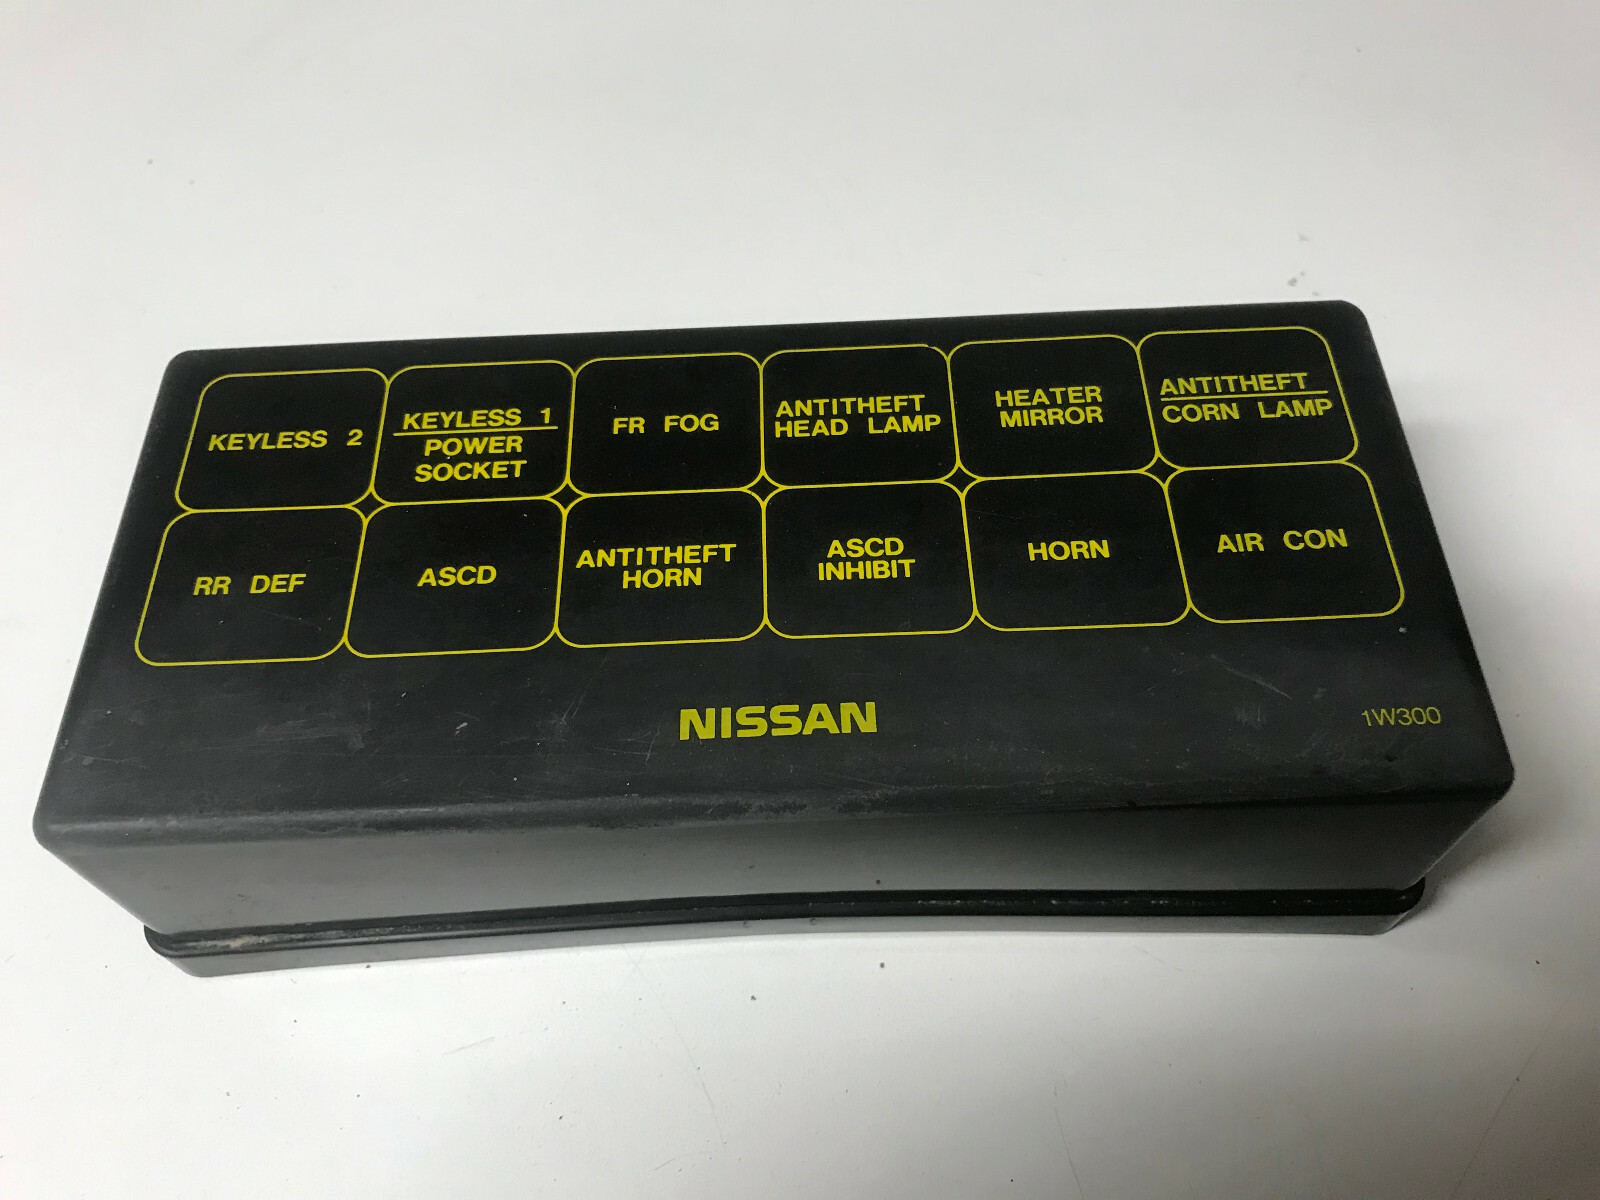 KEYLESS 2
KEYLESS 1
POWER
SOCKET
FR FOG
ANTITHEFT
HEAD LAMP
HEATER
MIRROR
ANTITHEFT
CORN LAMP
RR DEF
ASCD
ANTITHEFT
HORN
ASCD
INHIBIT
HORN
AIR CON
NISSAN
1W300